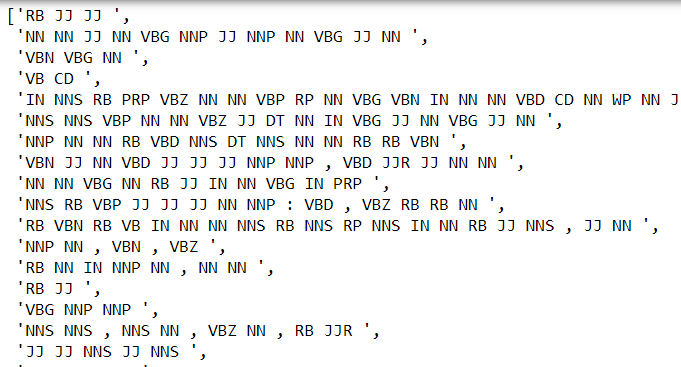 ['RB JJ JJ ',
'NN NN JJ NN VBG NNP JJ NNP NN VBG JJ NN ',
'VBN VBG NN ',
'VB CD ',
'IN NNS RB PRP VBZ NN NN VBP RP NN VBG VBN IN NN NN VBD CD NN WP NN J
'NNS NNS VBP NN NN VBZ JJ DT NN IN VBG JJ NN VBG JJ NN ',
'NNP NN NN RB VBD NNS DT NNS NN NN RB RB VBN ',
'VBN JJ NN VBD JJ JJ JJ NNP NNP , VBD JJR JJ NN NN ',
'NN NN VBG NN RB JJ IN NN VBG IN PRP ',
'NNS RB VBP JJ JJ JJ NN NNP : VBD , VBZ RB RB NN ',
'RB VBN RB VB IN NN NN NNS RB NNS RP NNS IN NN RB JJ NNS , JJ NN ',
'NNP NN , VBN , VBZ ',
'RB NN IN NNP NN , NN NN ',
'RB JJ ',
'VBG NNP NNP ',
'NNS NNS , NNS NN , VBZ NN , RB JJR ',
'JJ JJ NNS JJ NNS ',